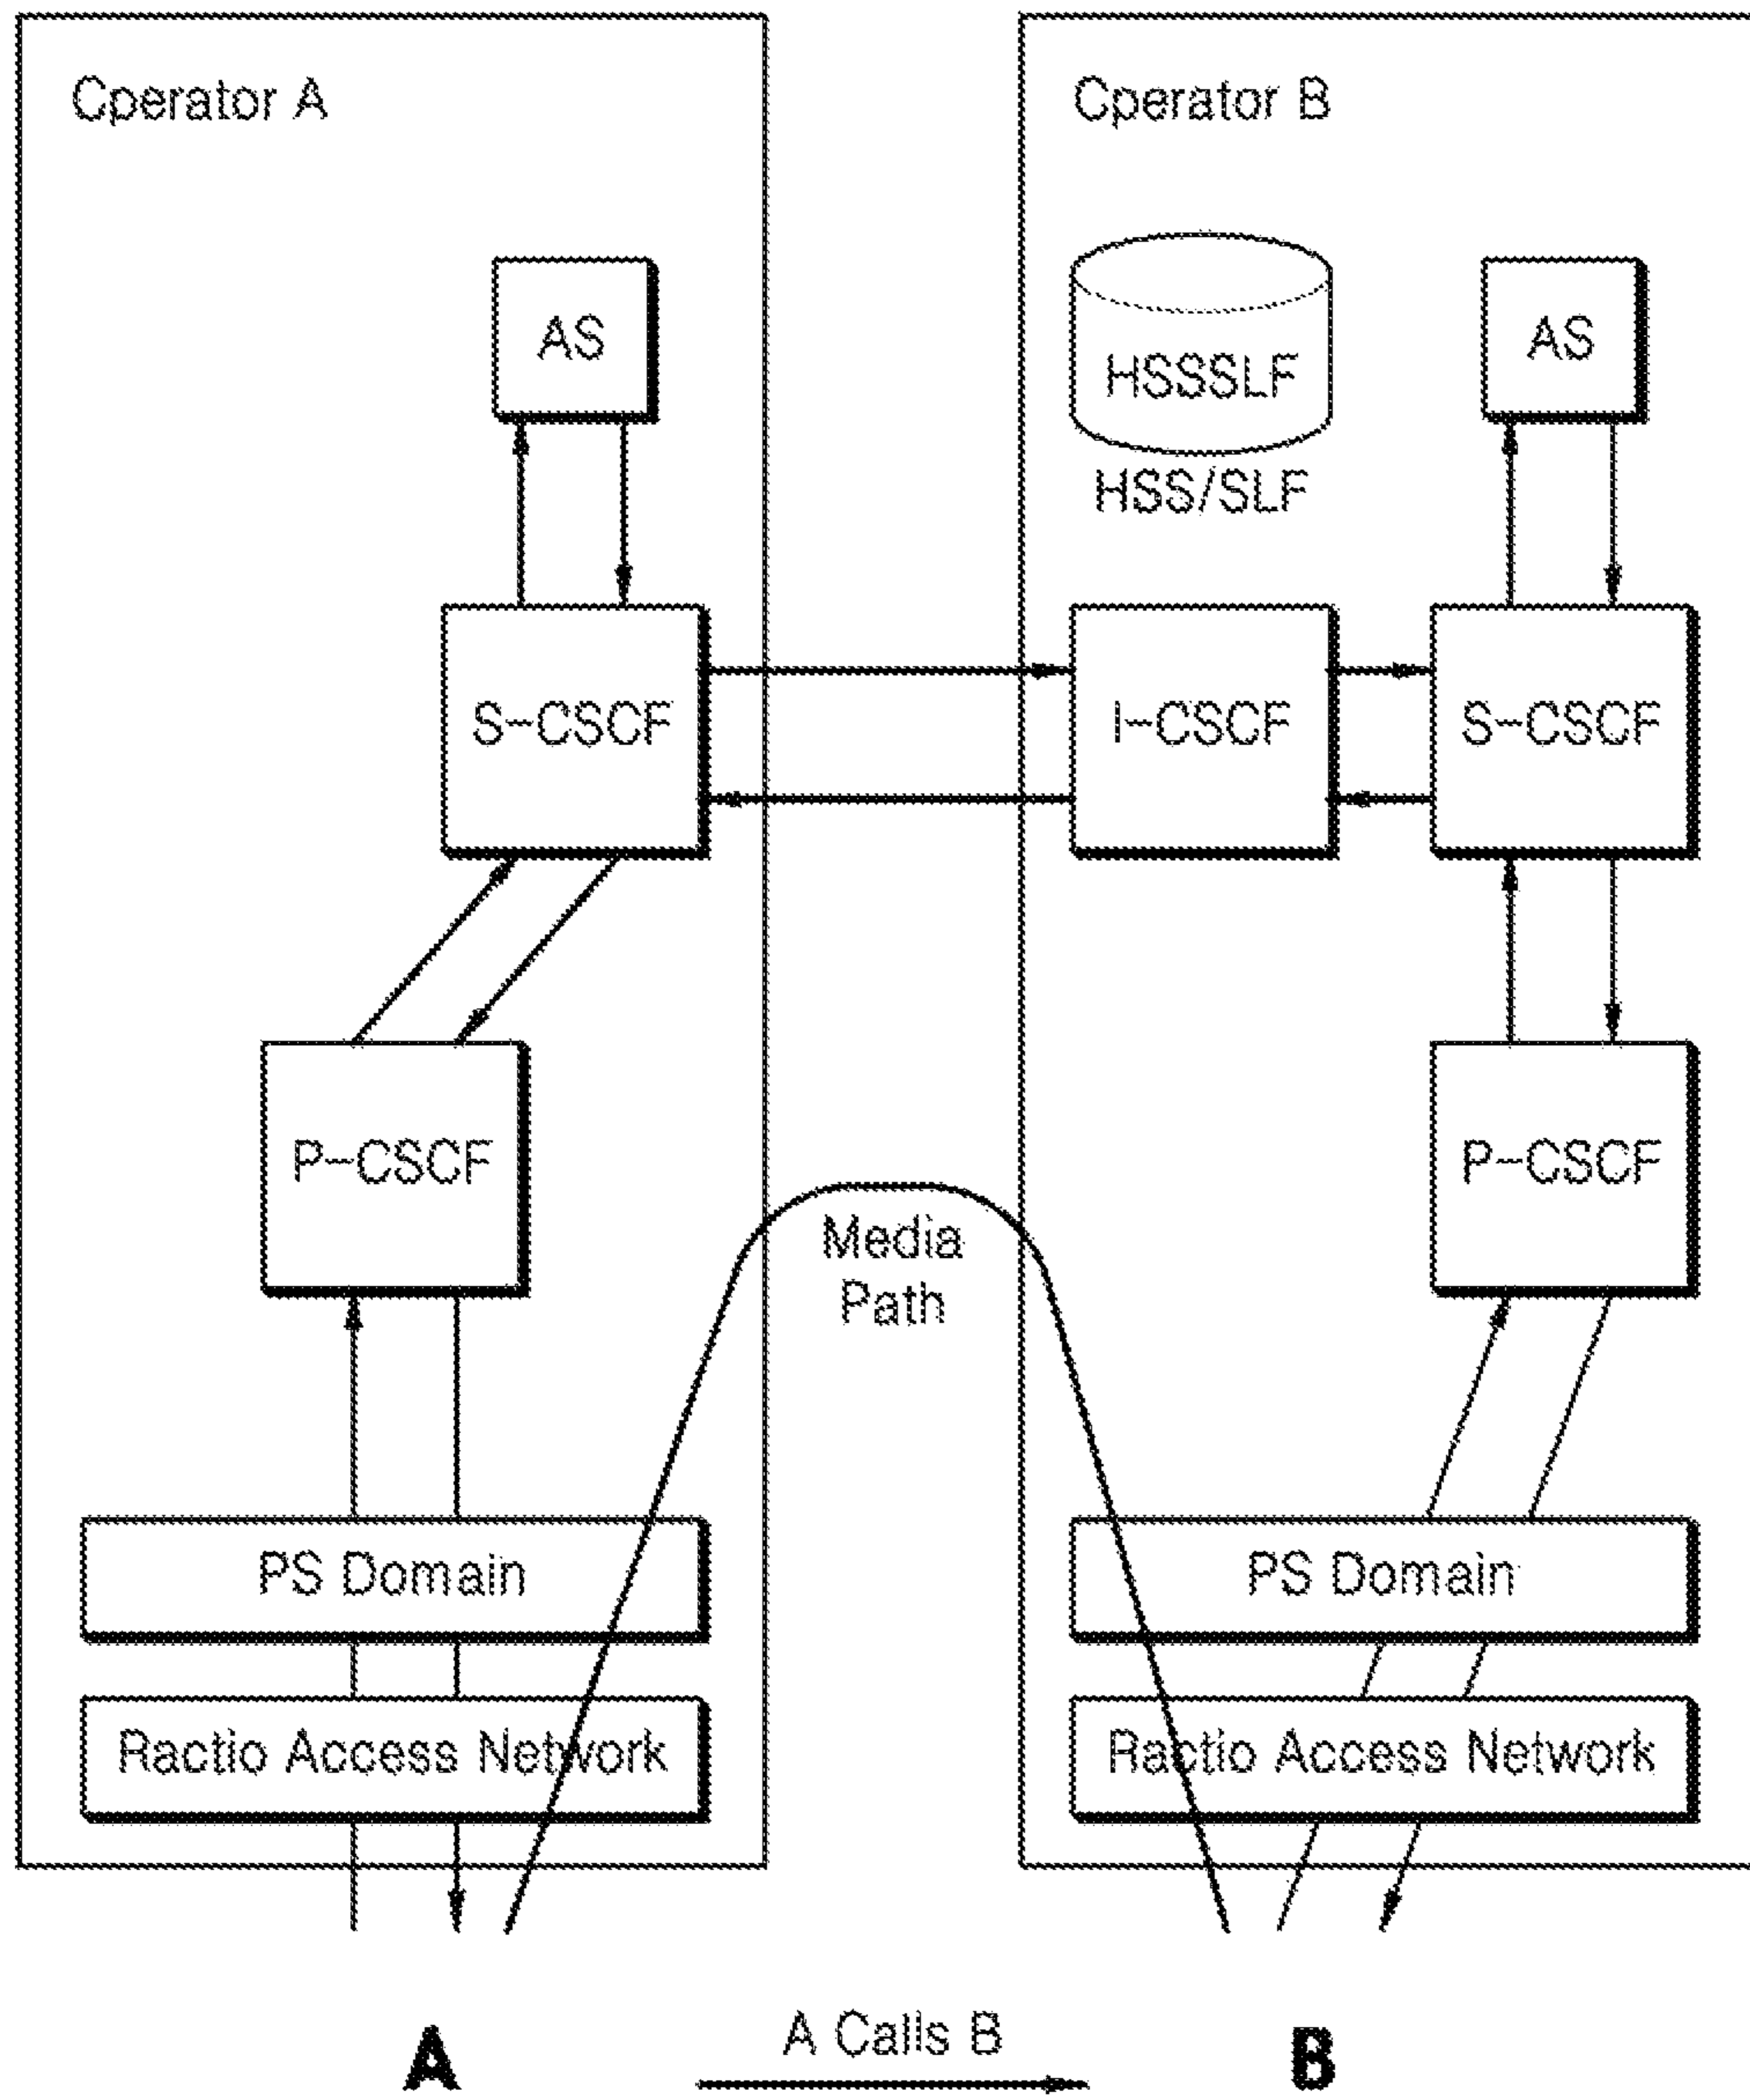 Cperator A
Cperator B
AS
HSSSLF
AS
HSS/SLF
S-CSCF
I-CSCF
S-CSCF
P-CSCF
P-CSCF
Media
Path
PS Domain
PS Domain
Ractio Access Network
Ractio Access Network
A Calls B
A
B